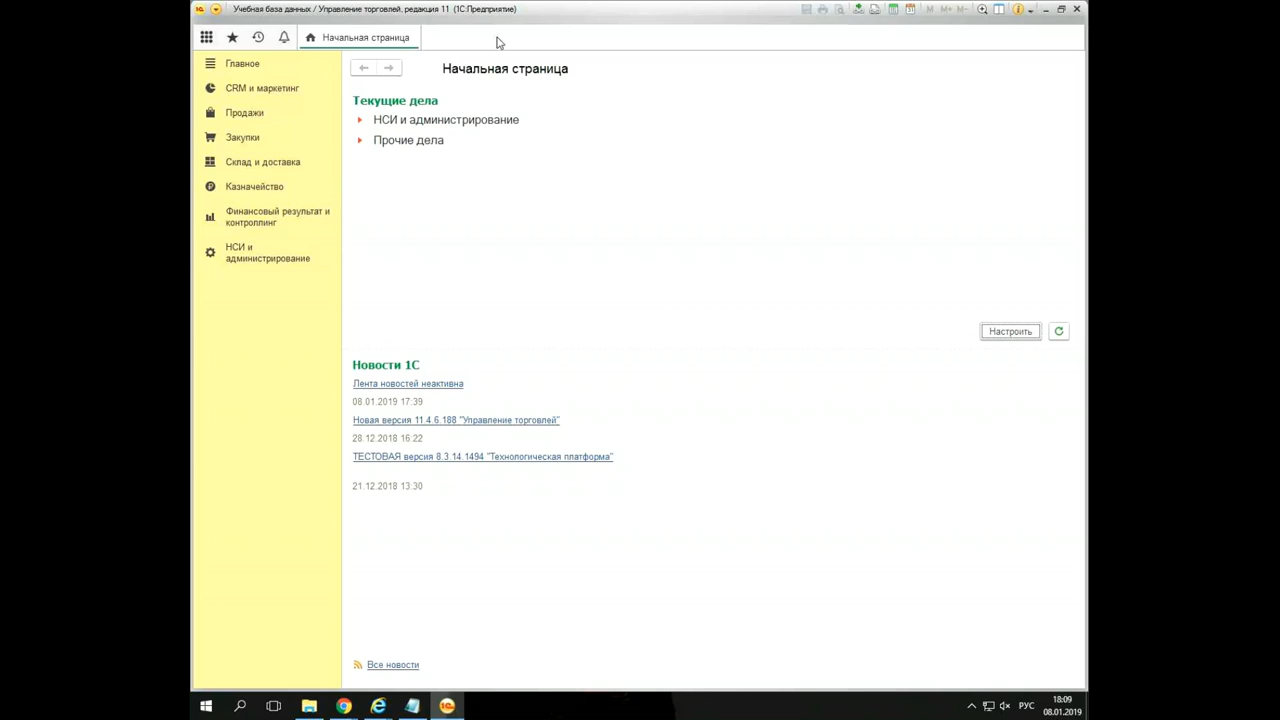 Учебная база данных / Управление торговлей, редакция 11 (1С:Предприятие)
M M+ M-
Начальная страница
Главное
CRM и маркетинг
Продажи
Закупки
Склад и доставка
Казначейство
Финансовый результат и
контроллинг
НСИ и
администрирование
Начальная страница
Текущие дела
НСИ и администрирование
Прочие дела
Настроить
Новости 1С
Лента новостей неактивна
08.01.2019 17:39
Новая версия 11.4.6.188 "Управление торговлей"
28.12.2018 16:22
ТЕСТОВАЯ версия 8.3.14.1494 "Технологическая платформа"
21.12.2018 13:30
Все новости
РУС
18:09
08.01.2019